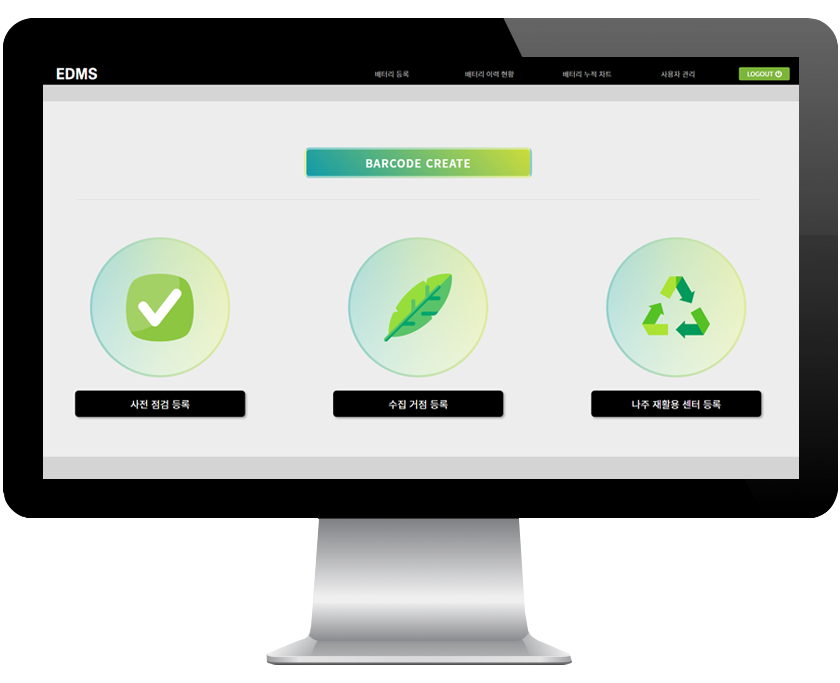 EDMS
배터리 등록
배터리 이력 현황
배터리 누적 차트
사용자 관리
LOGOUT
BARCODE CREATE
사전 점검 등록
수집 거점 등록
나주 재활용 센터 등록